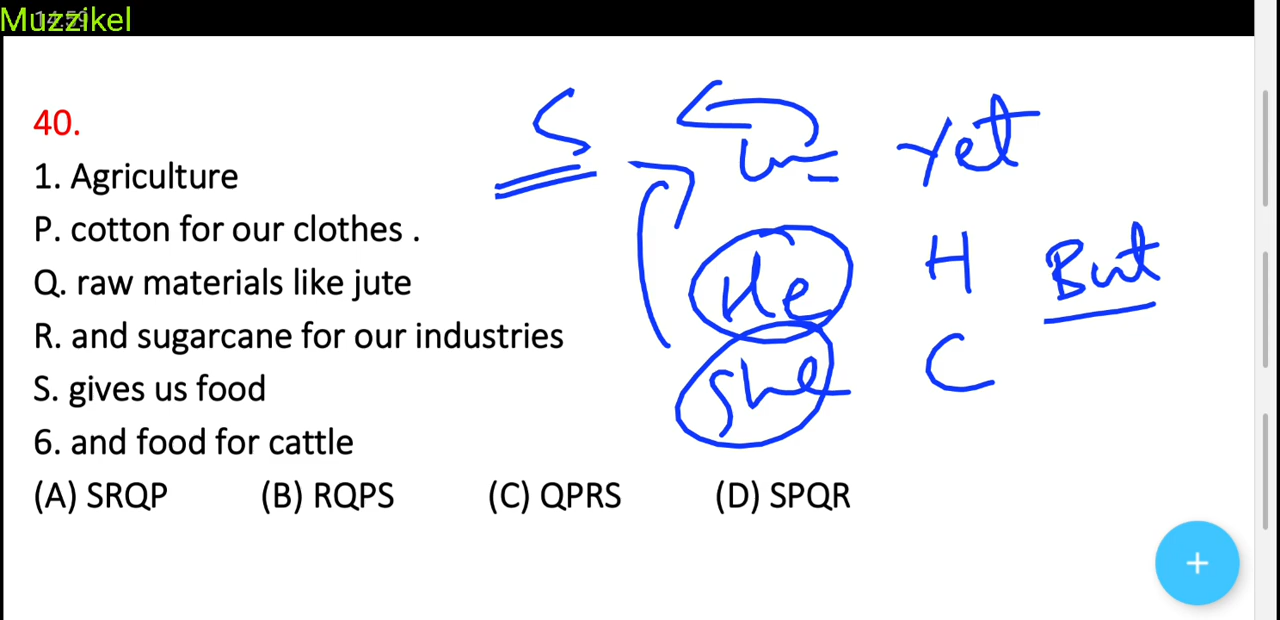 Muzzikel
40.
1. Agriculture
P. cotton for our clothes .
Q. raw materials like jute
R. and sugarcane for our industries
S. gives us food
6. and food for cattle
(A) SRQP (B) RQPS (C) QPRS (D) SPQR
S
Yet
He
H
But
She
C